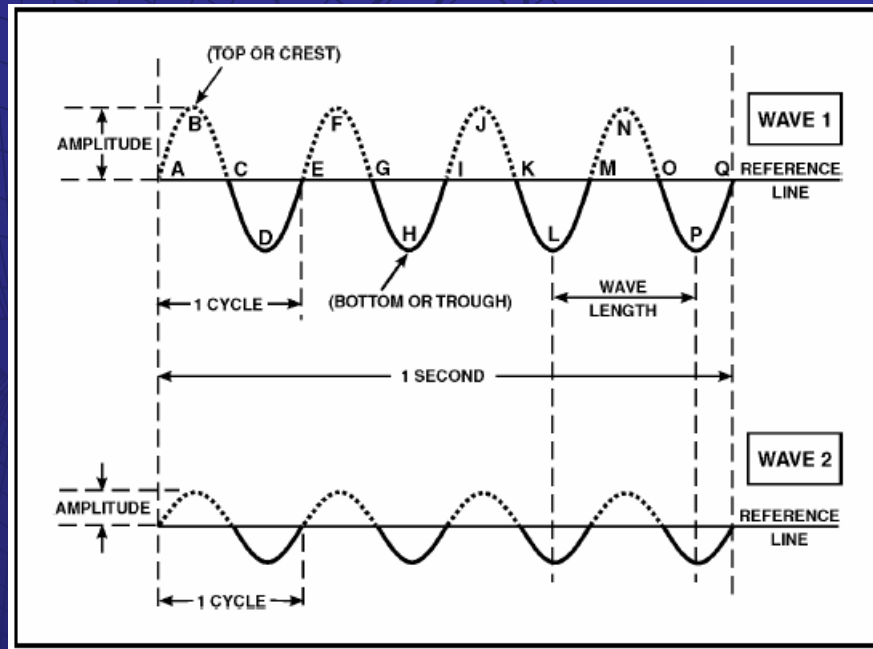 (TOP OR CREST)
WAVE 1
B F J N
AMPLITUDE
A C E G I K M O Q REFERENCE
LINE
D H L P
1 CYCLE
(BOTTOM OR TROUGH)
WAVE
LENGTH
1 SECOND
WAVE 2
AMPLITUDE
REFERENCE
LINE
1 CYCLE